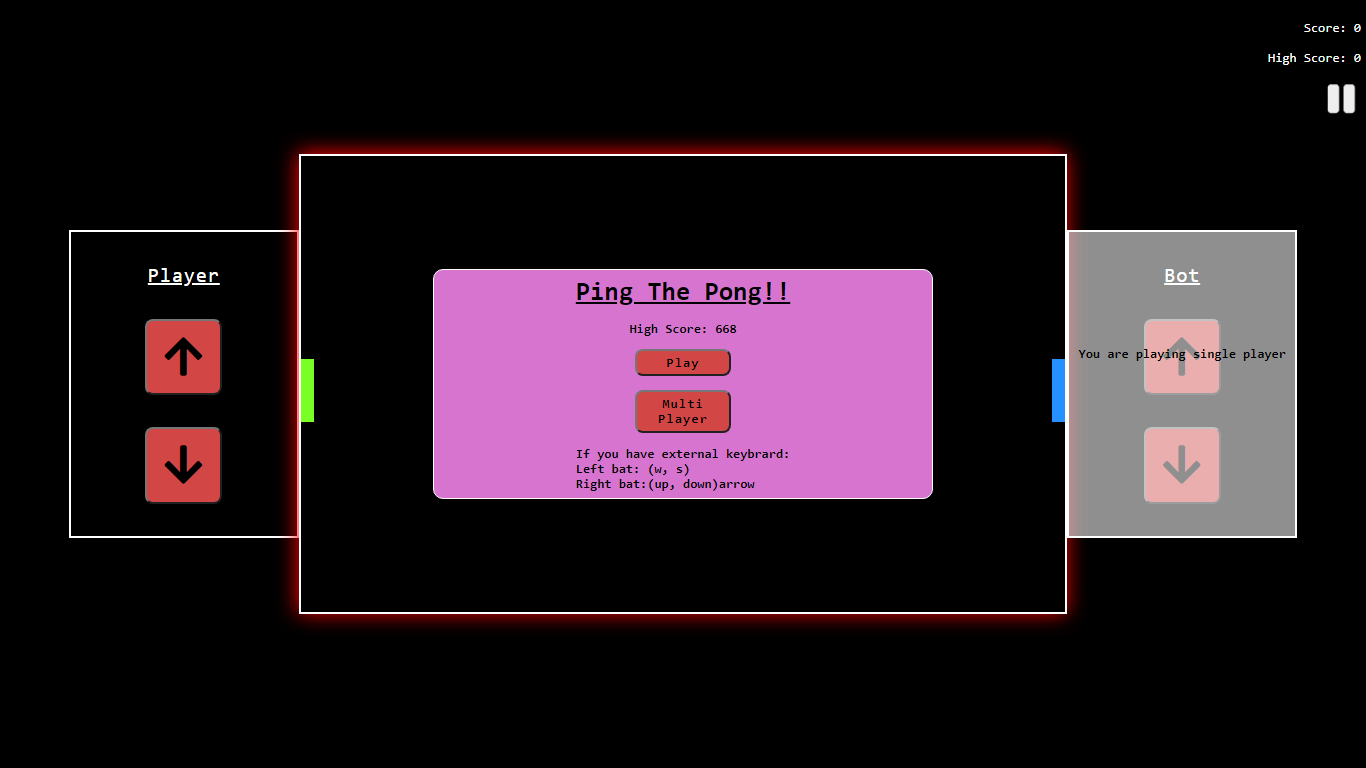 Score: 0
High Score: 0
Player
Ping The Pong!!
High Score: 668
Play
Multi
Player
If you have external keybrard:
Left bat: (w, s)
Right bat:(up, down)arrow
Bot
You are playing single player